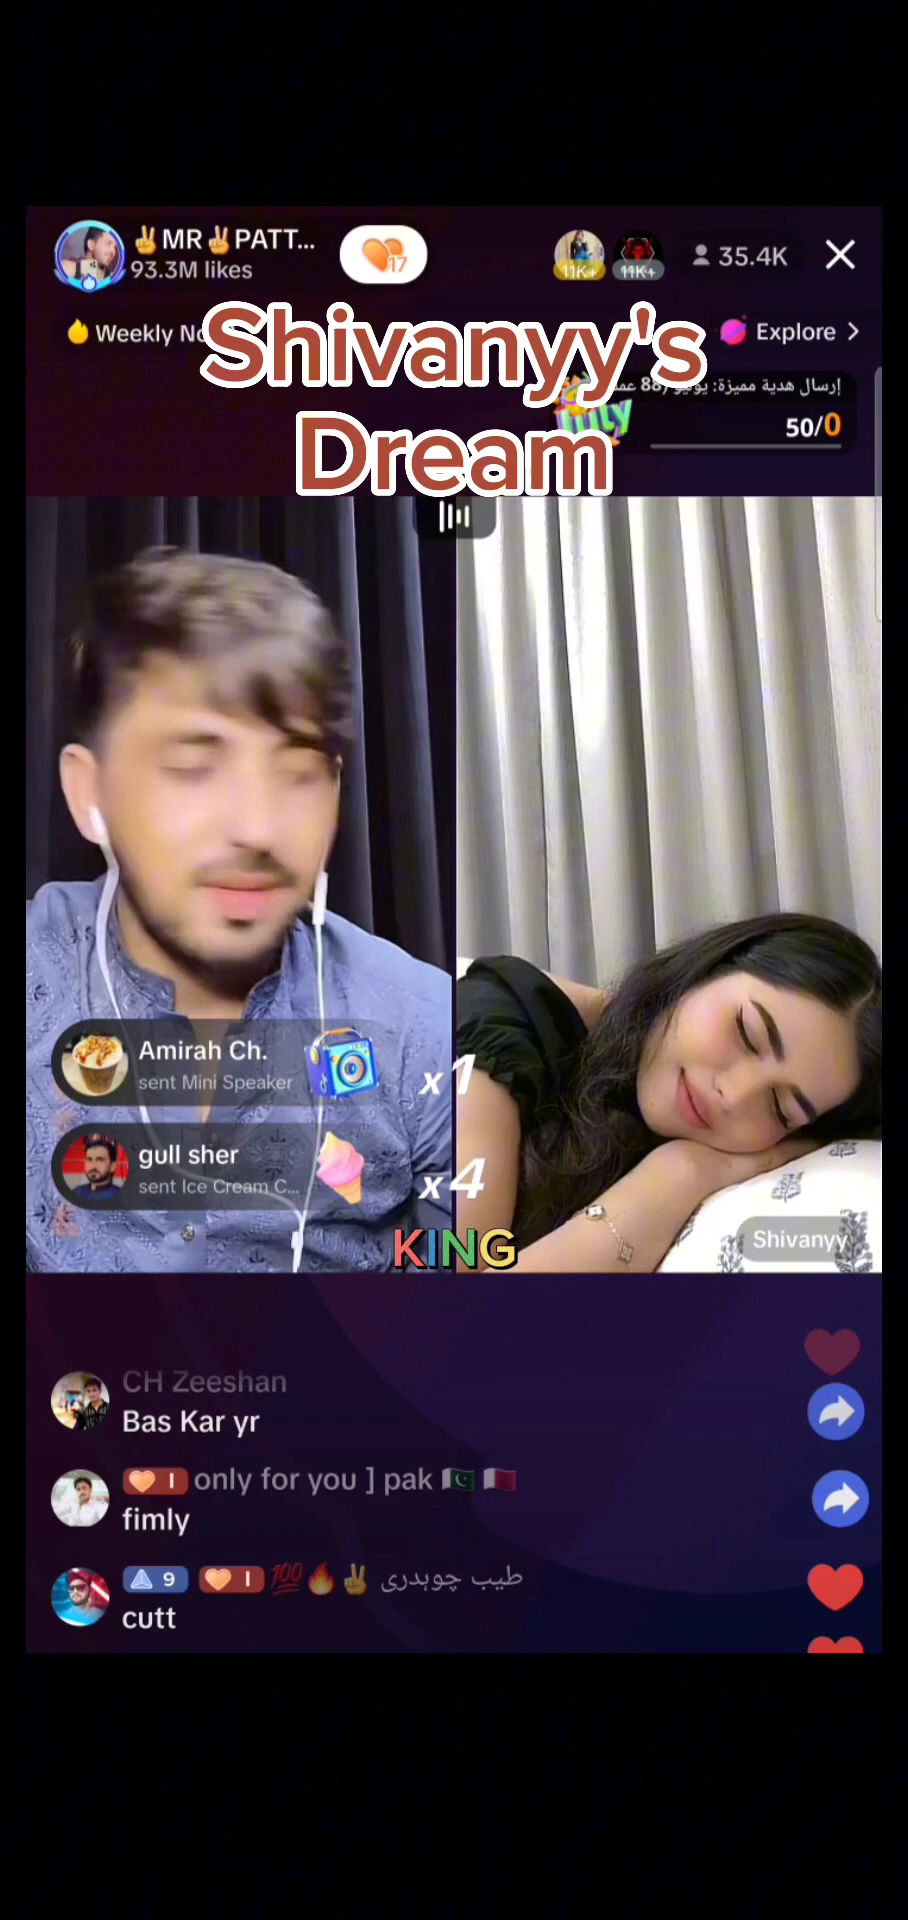 ✌️MR✌️PATT...
93.3M likes
17
11K+
11K+
35.4K
Weekly
Explore >
Shivanyy's
Dream
إرسال هدية مميزة: يوليو (88
50/0
Amirah Ch.
sent Mini Speaker
x1
gull sher
sent Ice Cream C...
x4
KING
Shivanyy
CH Zeeshan
Bas Kar yr
I only for you ] pak 🇵🇰 🇶🇦
fimly
9 I 💯🔥✌️ طیب چوہدری
cutt